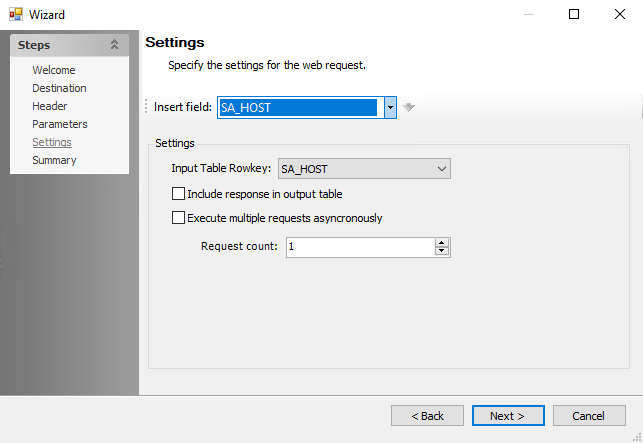 Wizard
Steps
Welcome
Destination
Header
Parameters
Settings
Summary
Settings
Specify the settings for the web request.
Insert field: SA_HOST
Settings
Input Table Rowkey: SA_HOST
Include response in output table
Execute multiple requests asyncronously
Request count: 1
< Back Next > Cancel